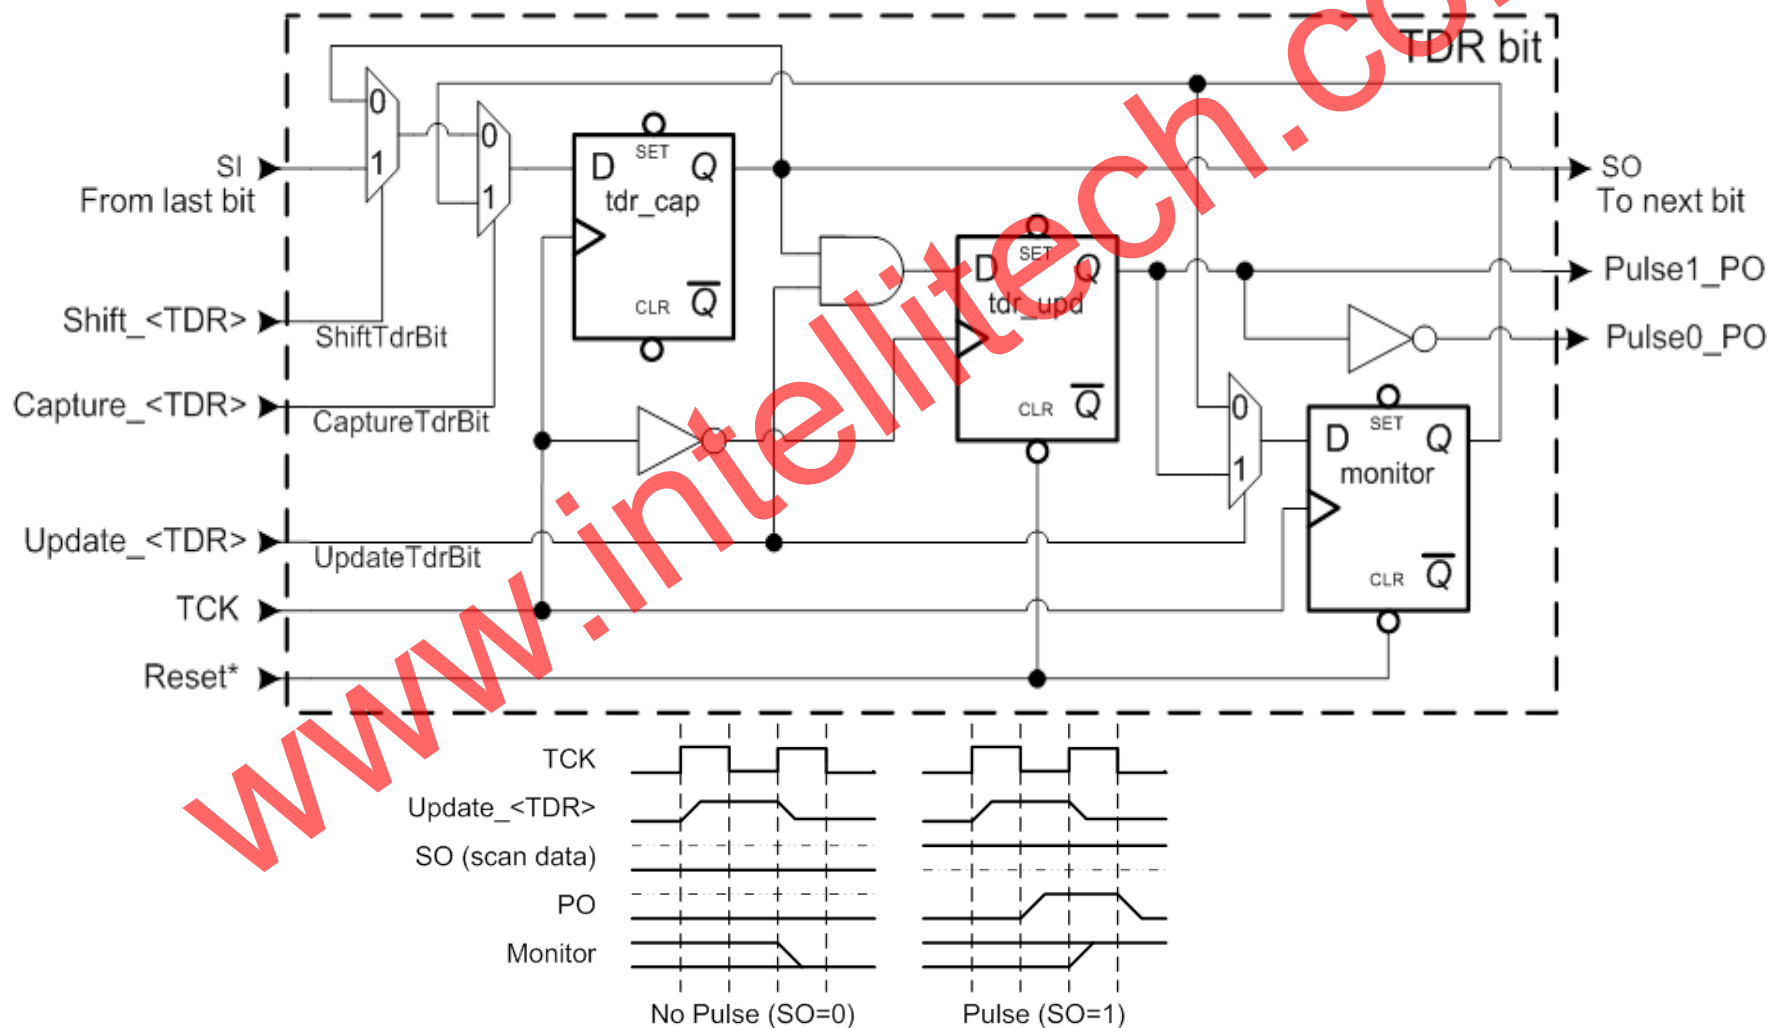 TDR bit
0
1
0
1
SI
From last bit
SET
D Q
tdr_cap
CLR Q
SO
To next bit
SET
D Q
tdr_upd
CLR Q
Pulse1_PO
Pulse0_PO
Shift_<TDR>
ShiftTdrBit
Capture_<TDR>
CaptureTdrBit
0
1
SET
D Q
monitor
CLR Q
Update_<TDR>
UpdateTdrBit
TCK
Reset*
TCK
Update_<TDR>
SO (scan data)
PO
Monitor
No Pulse (SO=0)
Pulse (SO=1)
www.intellitech.co